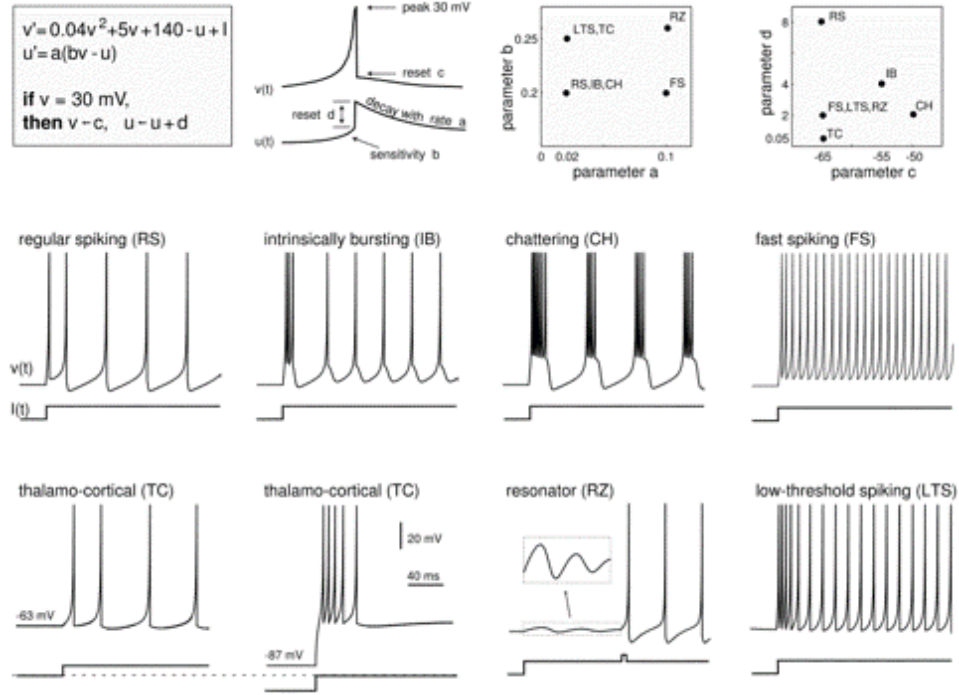 v'= 0.04v²+5v+140 - u + I
u'= a(bv - u)
if v = 30 mV,
then v ← c, u ← u + d
peak 30 mV
reset c
v(t)
reset d
decay with rate a
u(t)
sensitivity b
parameter b
0.25
0.2
LTS,TC
RZ
RS,IB,CH
FS
0
0.02
0.1
parameter a
parameter d
8
4
2
0.05
RS
IB
FS,LTS,RZ
CH
TC
-65
-55
-50
parameter c
regular spiking (RS)
intrinsically bursting (IB)
chattering (CH)
fast spiking (FS)
v(t)
I(t)
thalamo-cortical (TC)
thalamo-cortical (TC)
resonator (RZ)
low-threshold spiking (LTS)
20 mV
40 ms
-63 mV
-87 mV